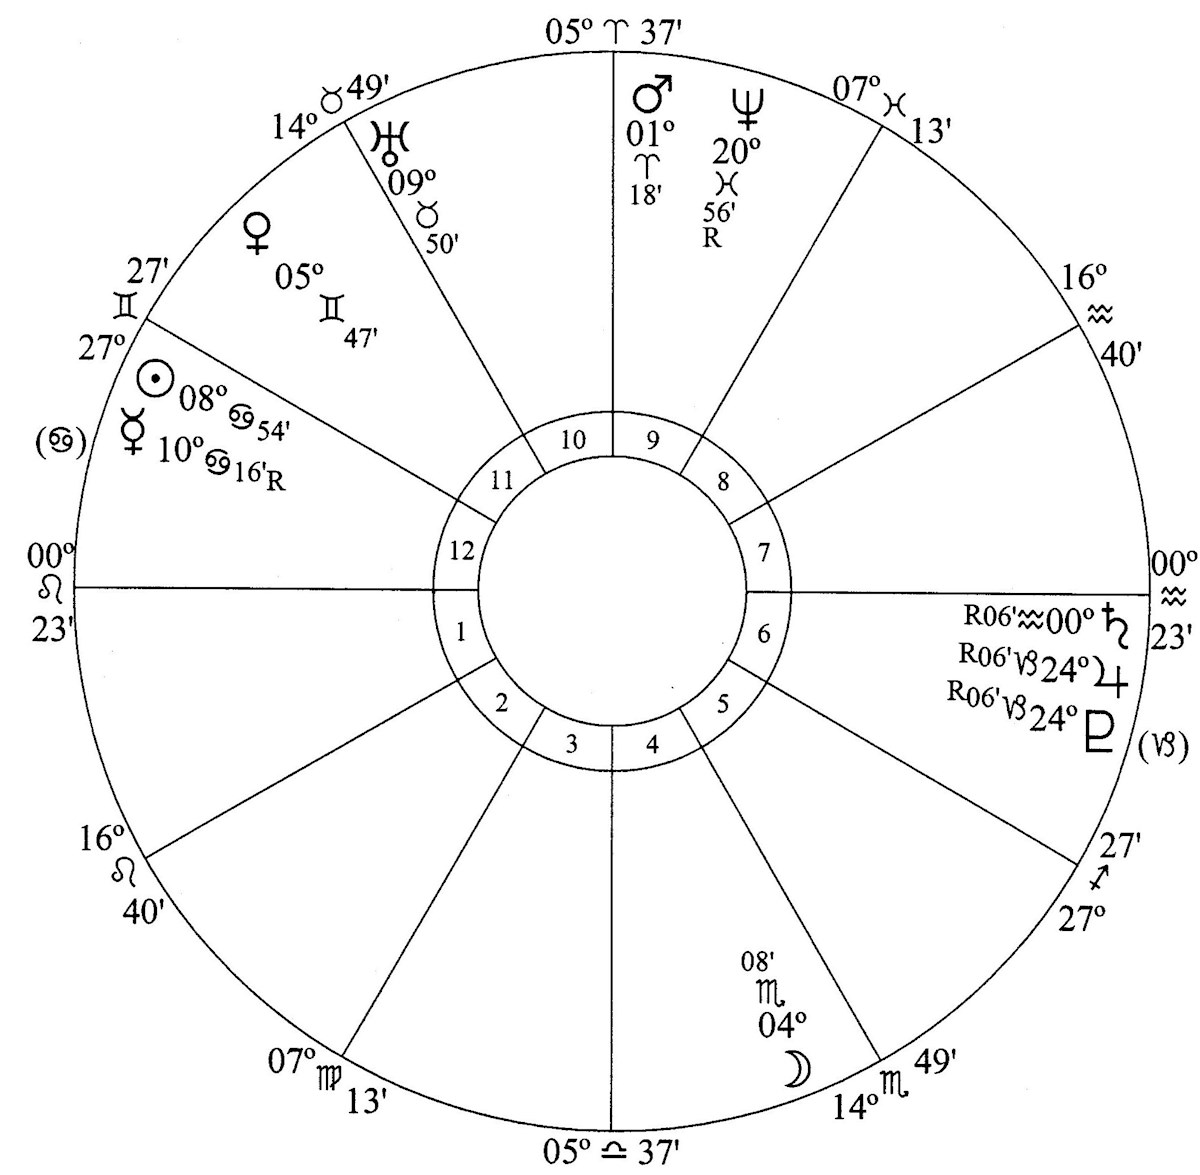 05º ♈ 37'
14º ♉ 49'
07º ♓ 13'
♂
01º
♈
18'
♆
20º
♓
56'
R
♅
09º
♉
50'
♀
05º
♊
47'
27'
♊
27º
16º
♒
40'
☉ 08º ♋ 54'
☿ 10º ♋ 16' R
(♋)
00º
♌
23'
00º
♒
23'
R06' ♒ 00º ♄
R06' ♑ 24º ♃
R06' ♑ 24º ♇
(♑)
10
9
11
8
12
7
1
6
2
5
3
4
16º
♌
40'
27'
♐
27º
08'
♏
04º
☽
07º ♍ 13'
14º ♏ 49'
05º ♎ 37'